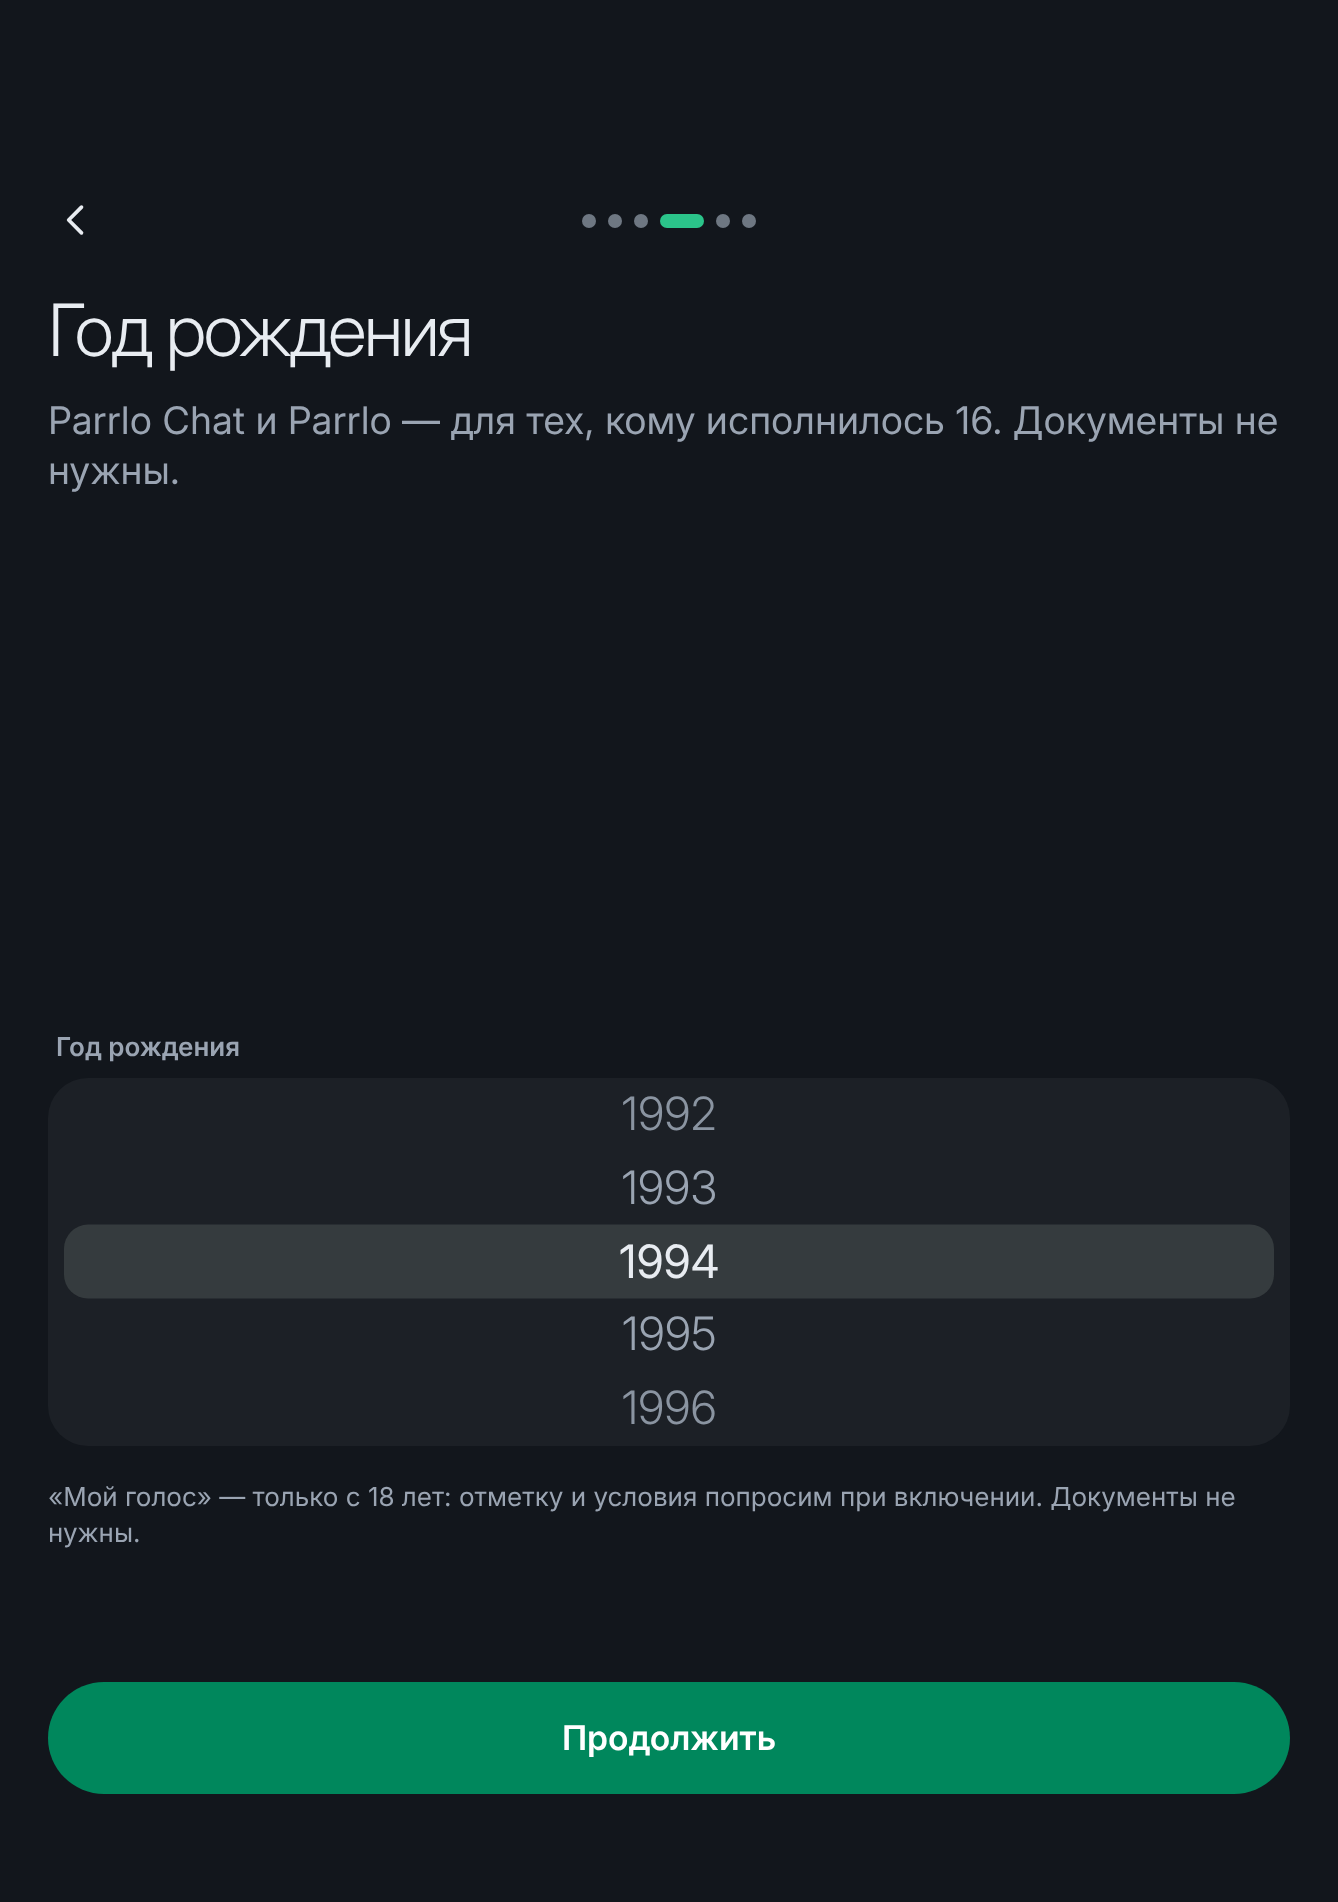 Год рождения
Parrlo Chat и Parrlo — для тех, кому исполнилось 16. Документы не
нужны.
Год рождения
1992
1993
1994
1995
1996
«Мой голос» — только с 18 лет: отметку и условия попросим при включении. Документы не
нужны.
Продолжить